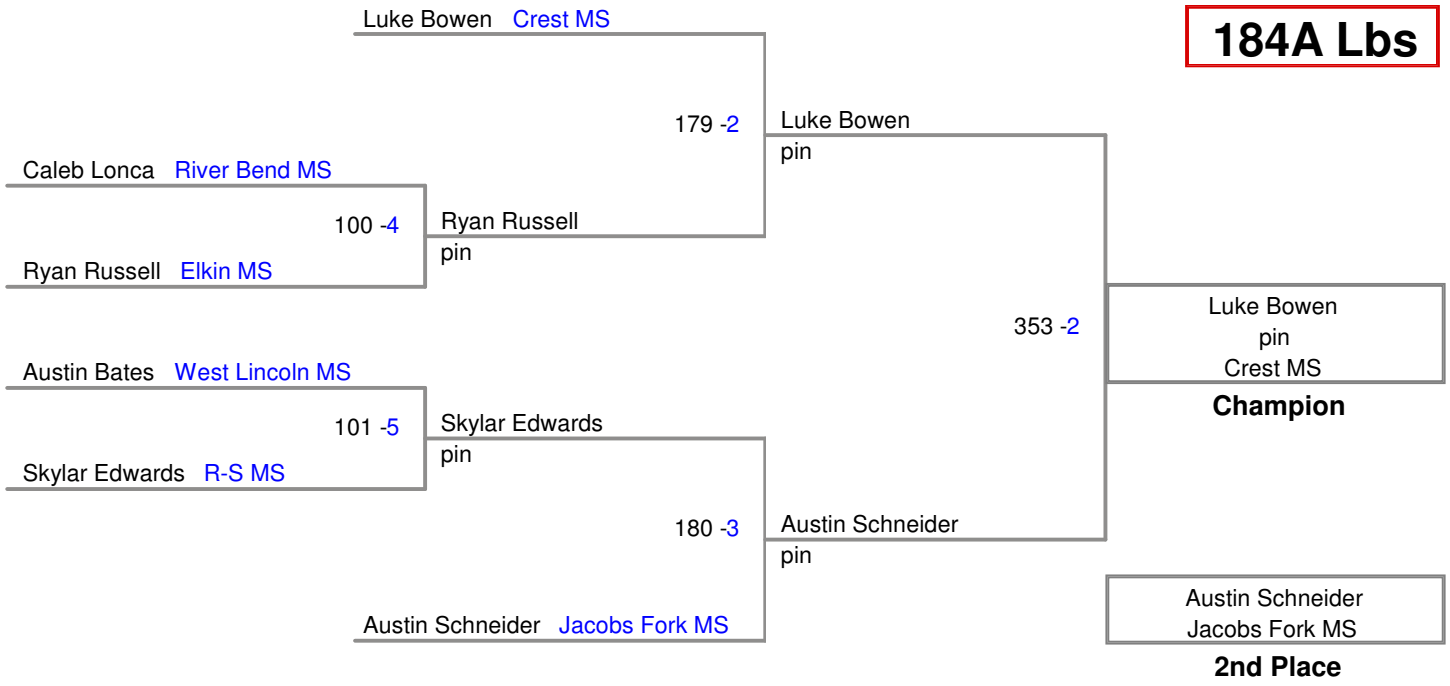 Luke Bowen Crest MS
184A Lbs
179 -2
Luke Bowen
pin
Caleb Lonca River Bend MS
100 -4
Ryan Russell
pin
Ryan Russell Elkin MS
353 -2
Luke Bowen
pin
Crest MS
Champion
Austin Bates West Lincoln MS
101 -5
Skylar Edwards
pin
Skylar Edwards R-S MS
180 -3
Austin Schneider
pin
Austin Schneider Jacobs Fork MS
Austin Schneider
Jacobs Fork MS
2nd Place